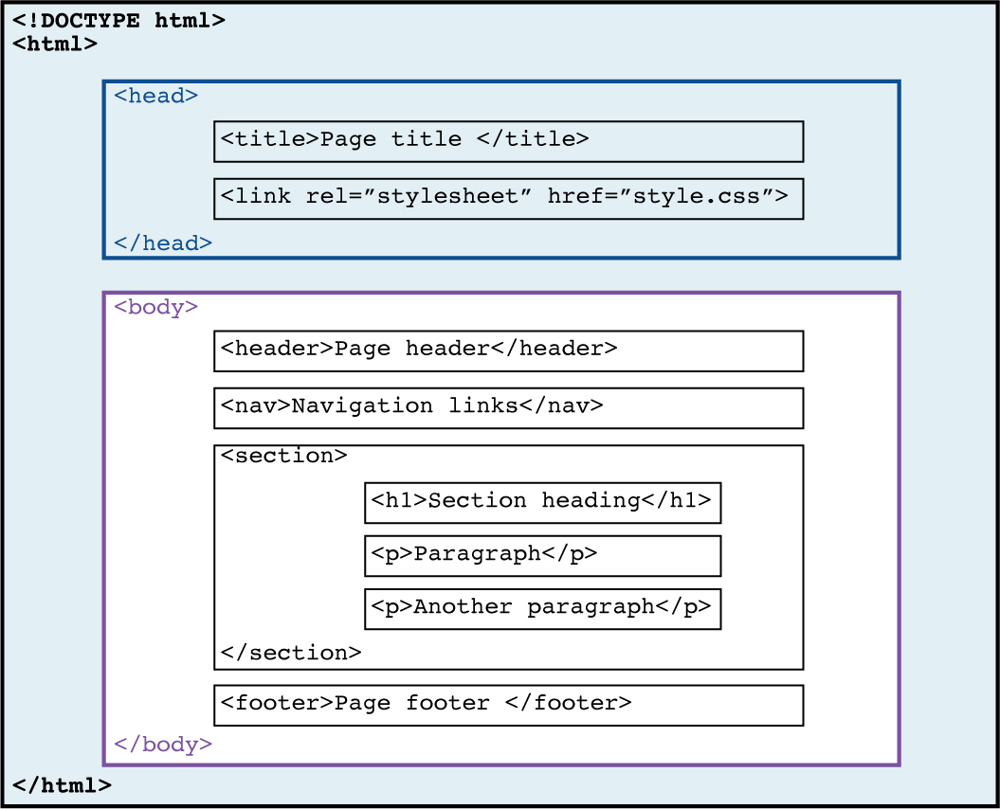 <!DOCTYPE html>
<html>
<head>
<title>Page title </title>
<link rel=”stylesheet” href=”style.css”>
</head>
<body>
<header>Page header</header>
<nav>Navigation links</nav>
<section>
<h1>Section heading</h1>
<p>Paragraph</p>
<p>Another paragraph</p>
</section>
<footer>Page footer </footer>
</body>
</html>